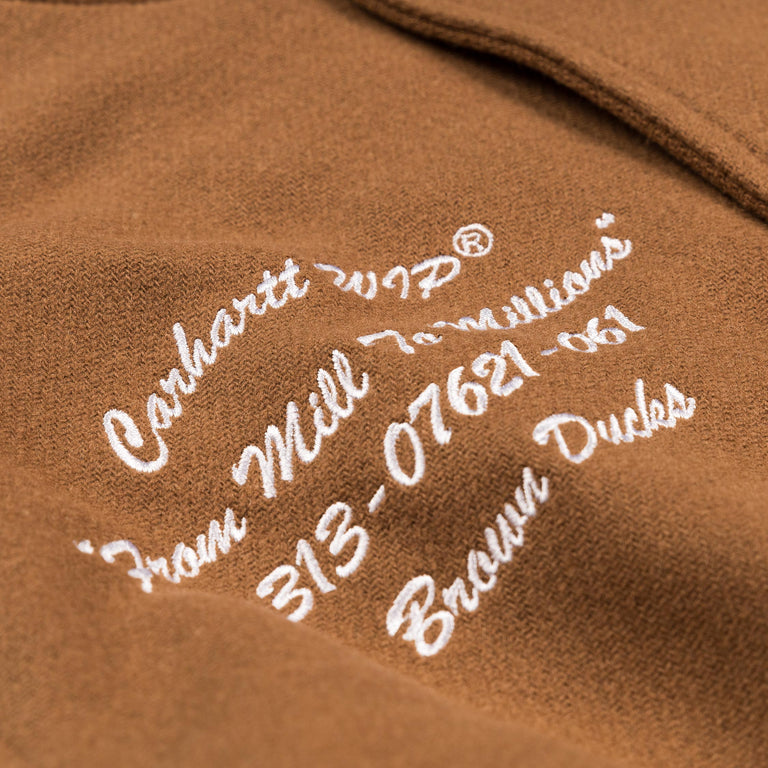 Carhartt WIP®
"From Mill To Millions"
313-07621-061
Brown Ducks